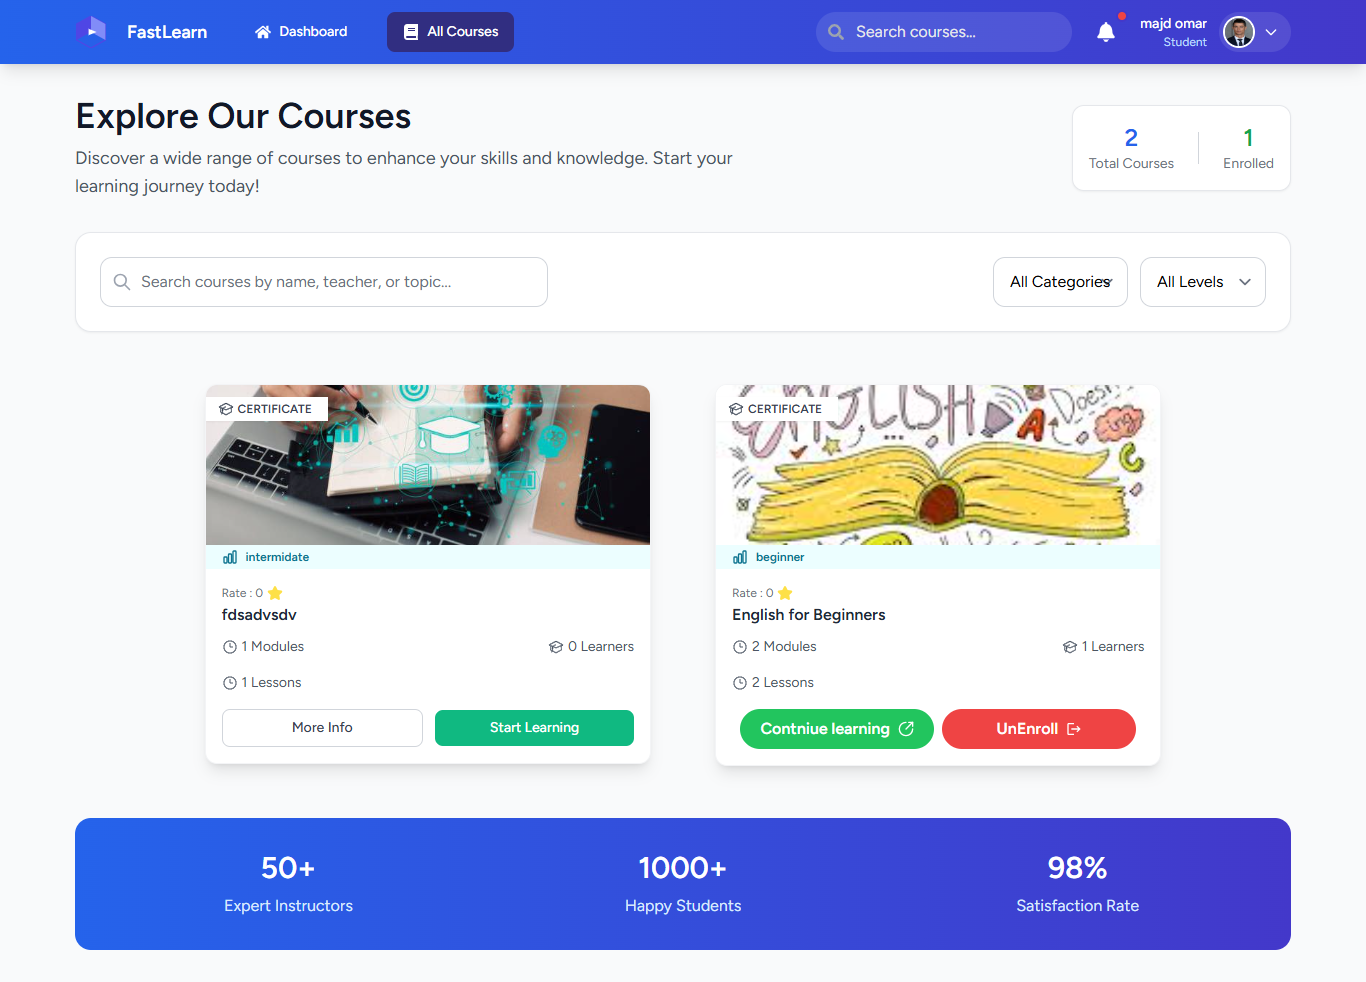 FastLearn
Dashboard
All Courses
Search courses...
majd omar
Student
Explore Our Courses
Discover a wide range of courses to enhance your skills and knowledge. Start your
learning journey today!
2
Total Courses
1
Enrolled
Search courses by name, teacher, or topic...
All Categories
All Levels
CERTIFICATE
intermidate
Rate : 0
fdsadvsdv
1 Modules
0 Learners
1 Lessons
More Info
Start Learning
CERTIFICATE
ENGLISH
Doesn't
A
C
beginner
Rate : 0
English for Beginners
2 Modules
1 Learners
2 Lessons
Contniue learning
UnEnroll
50+
Expert Instructors
1000+
Happy Students
98%
Satisfaction Rate